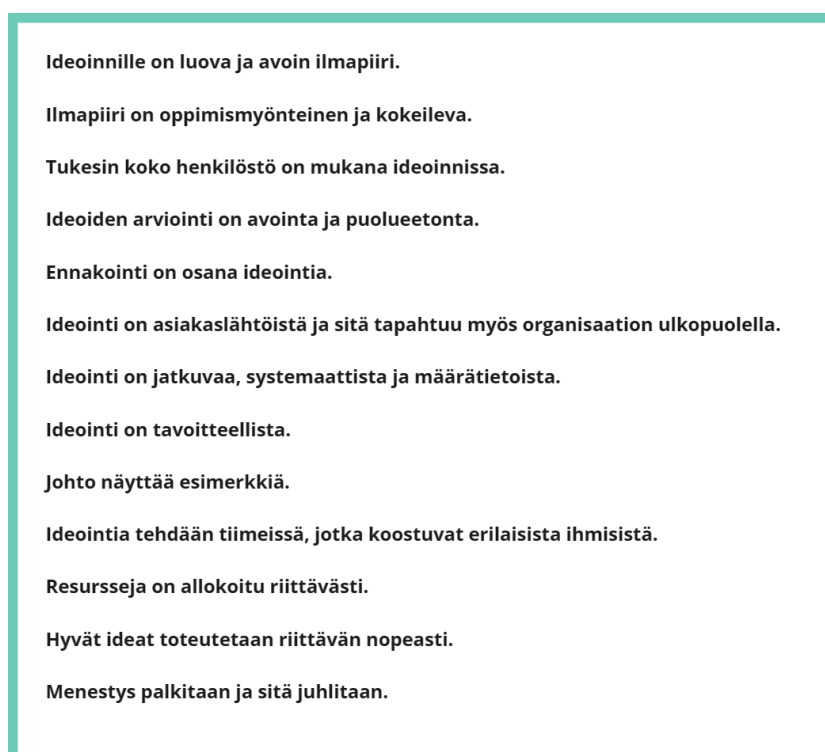 Ideoinnille on luova ja avoin ilmapiiri.
Ilmapiiri on oppimismyönteinen ja kokeileva.
Tukesin koko henkilöstö on mukana ideoinnissa.
Ideoiden arviointi on avointa ja puolueetonta.
Ennakointi on osana ideointia.
Ideointi on asiakaslähtöistä ja sitä tapahtuu myös organisaation ulkopuolella.
Ideointi on jatkuvaa, systemaattista ja määrätietoista.
Ideointi on tavoitteellista.
Johto näyttää esimerkkiä.
Ideointia tehdään tiimeissä, jotka koostuvat erilaisista ihmisistä.
Resursseja on allokoitu riittävästi.
Hyvät ideat toteutetaan riittävän nopeasti.
Menestys palkitaan ja sitä juhlitaan.